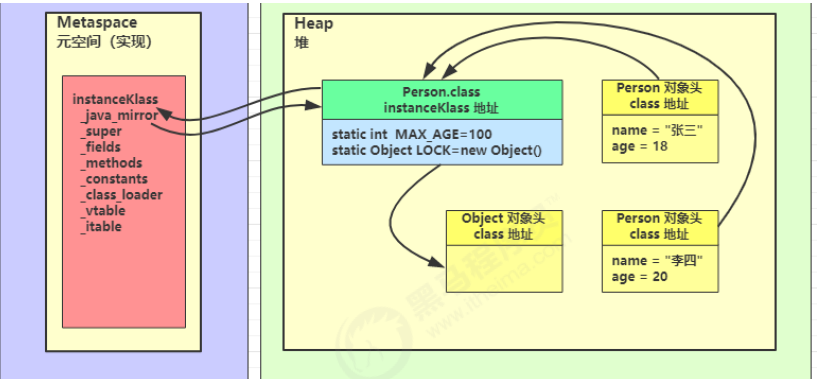 Metaspace
元空间（实现）
instanceKlass
_java_mirror
_super
_fields
_methods
_constants
_class_loader
_vtable
_itable
Heap
堆
Person.class
instanceKlass 地址
static int MAX_AGE=100
static Object LOCK=new Object()
Person 对象头
class 地址
name = "张三"
age = 18
Object 对象头
class 地址
Person 对象头
class 地址
name = "李四"
age = 20
黑马程序员
www.itheima.com